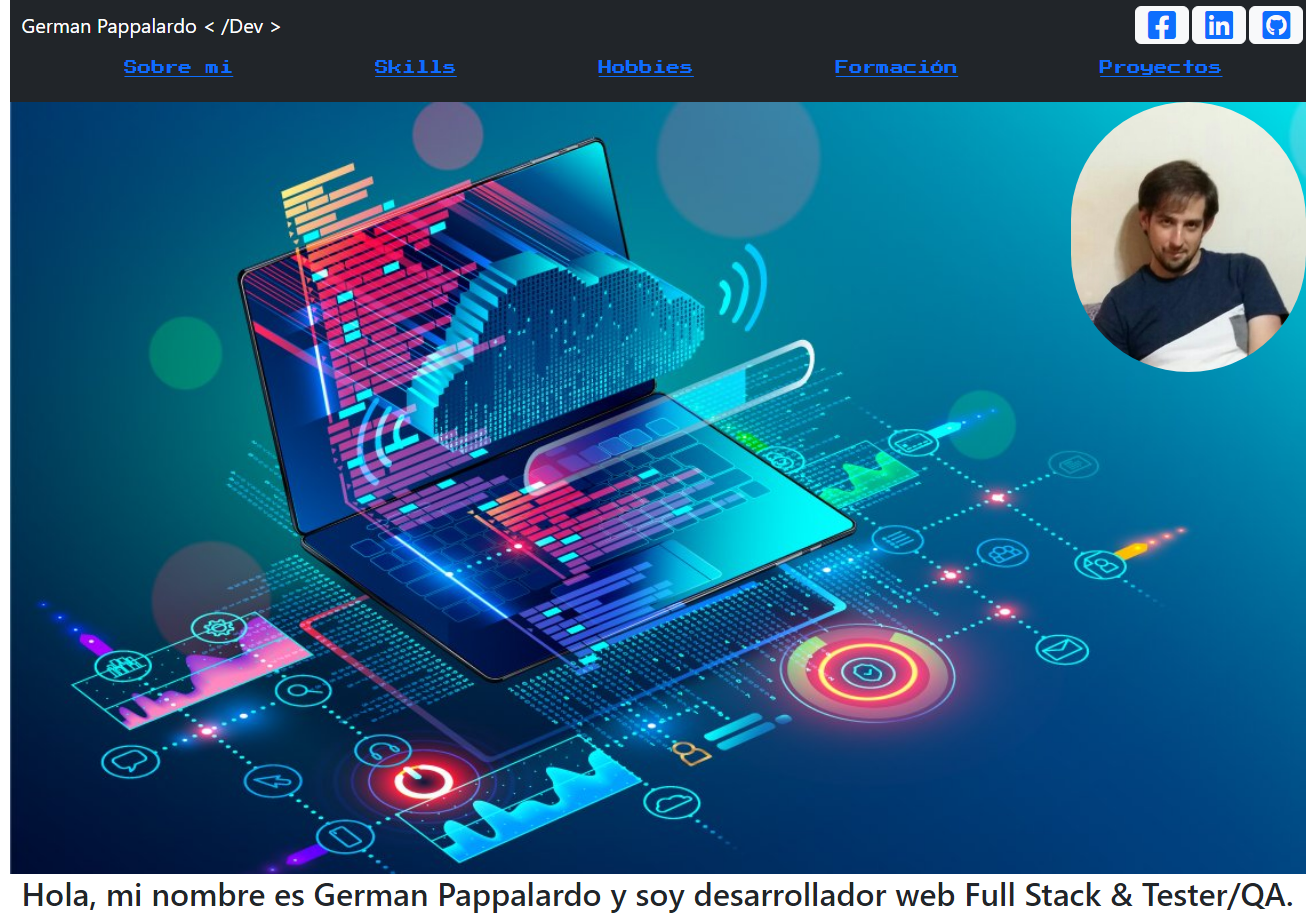 German Pappalardo < /Dev >
Sobre mi Skills Hobbies Formación Proyectos
Hola, mi nombre es German Pappalardo y soy desarrollador web Full Stack & Tester/QA.